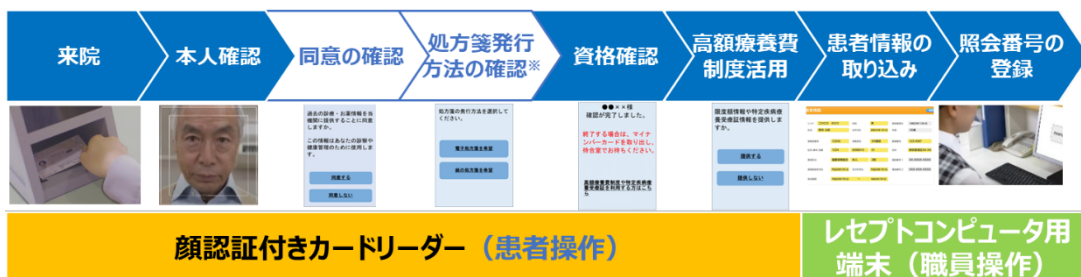 来院
本人確認
同意の確認
処方箋発行
方法の確認※
資格確認
高額療養費
制度活用
患者情報の
取り込み
照会番号の
登録
過去の診療・お薬情報を当
機関に提供することに同意
しますか。
この情報はあなたの診察や
健康管理のために使用しま
す。
同意する
同意しない
処方箋の発行方法を選択して
ください。
電子処方箋を希望
紙の処方箋を希望
●●××様
確認が完了しました。
終了する場合は、マイナ
ンバーカードを取り出し、
待合室でお待ちください。
高額療養費制度や特定疾病療
養受療証を利用する方はこち
ら
限度額情報や特定疾病療
養受療証情報を提供しま
すか。
提供する
提供しない
顔認証付きカードリーダー（患者操作）
レセプトコンピュータ用
端末（職員操作）